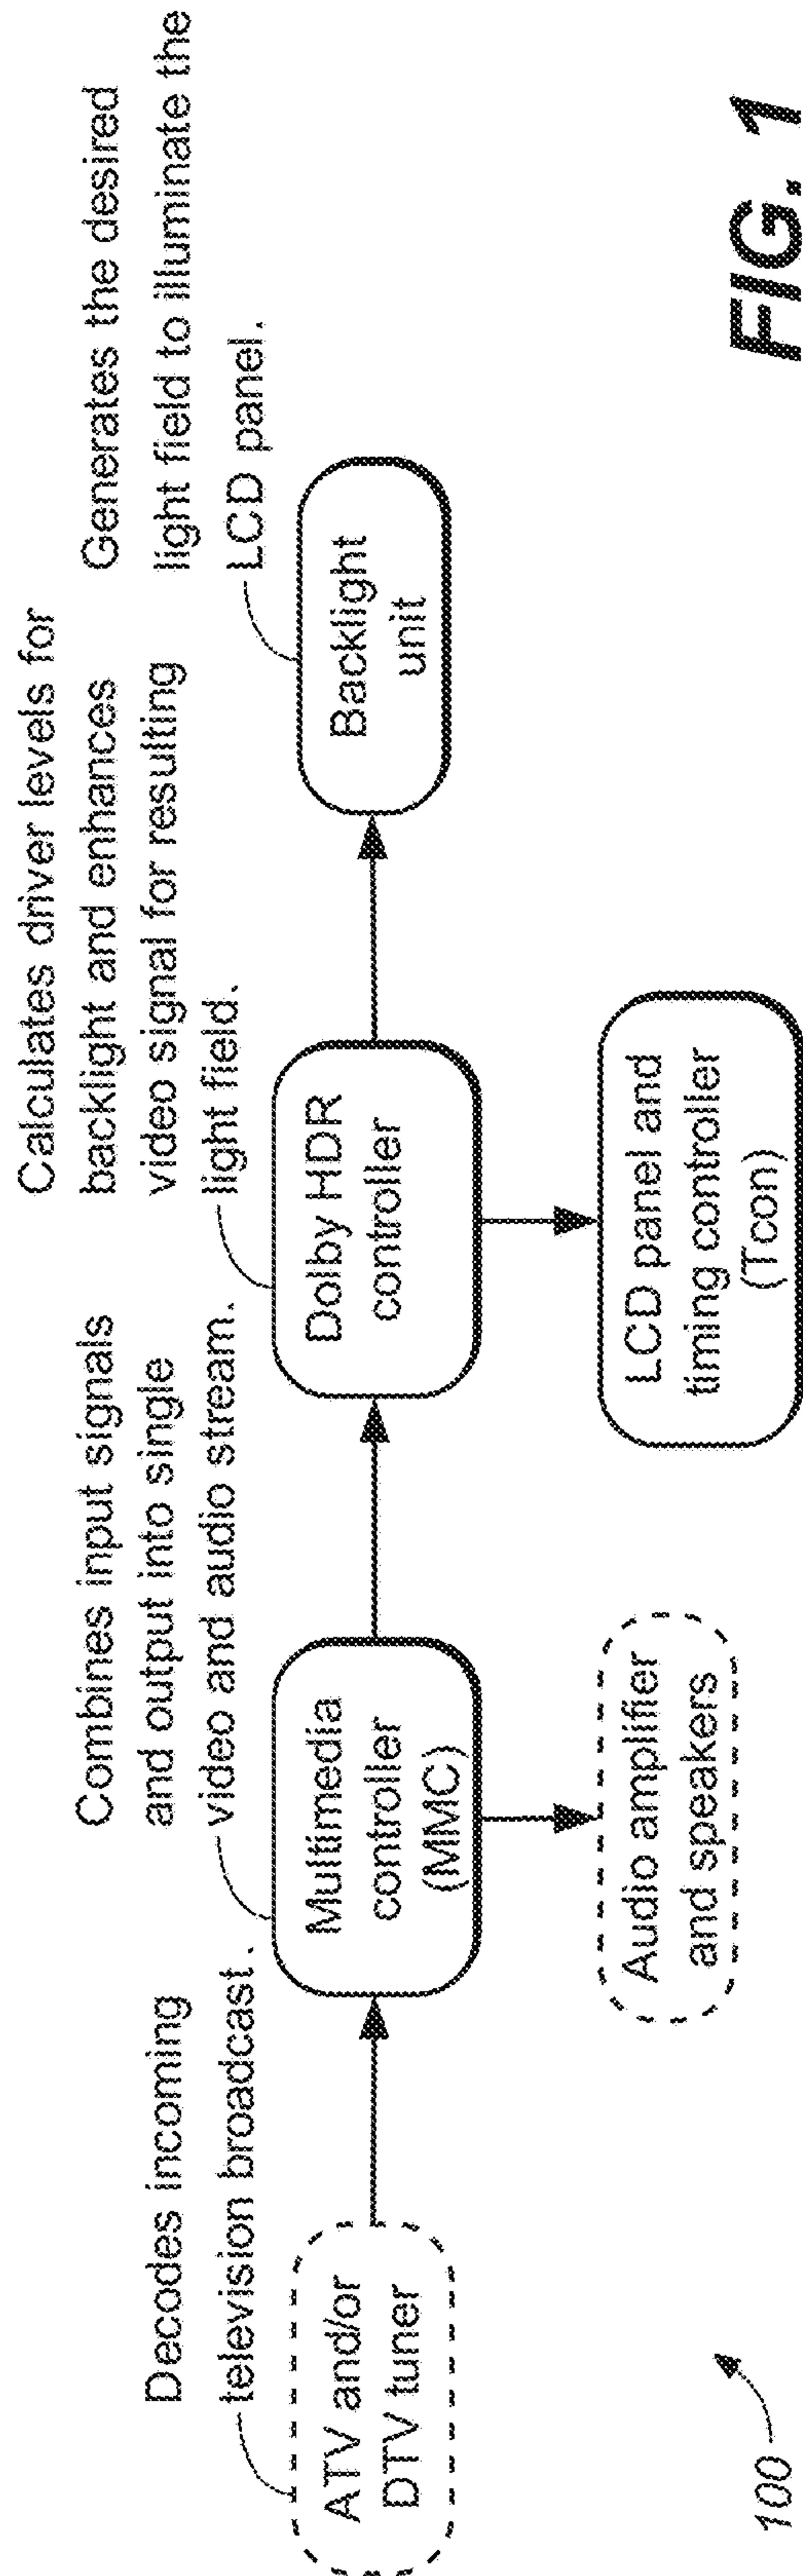 Decodes incoming
television broadcast.
ATV and/or
DTV tuner
Combines input signals
and output into single
video and audio stream.
Multimedia
controller
(MMC)
Audio amplifier
and speakers
Calculates driver levels for
backlight and enhances
video signal for resulting
light field.
Dolby HDR
controller
LCD panel and
timing controller
(Tcon)
Generates the desired
light field to illuminate the
LCD panel.
Backlight
unit
100
FIG. 1